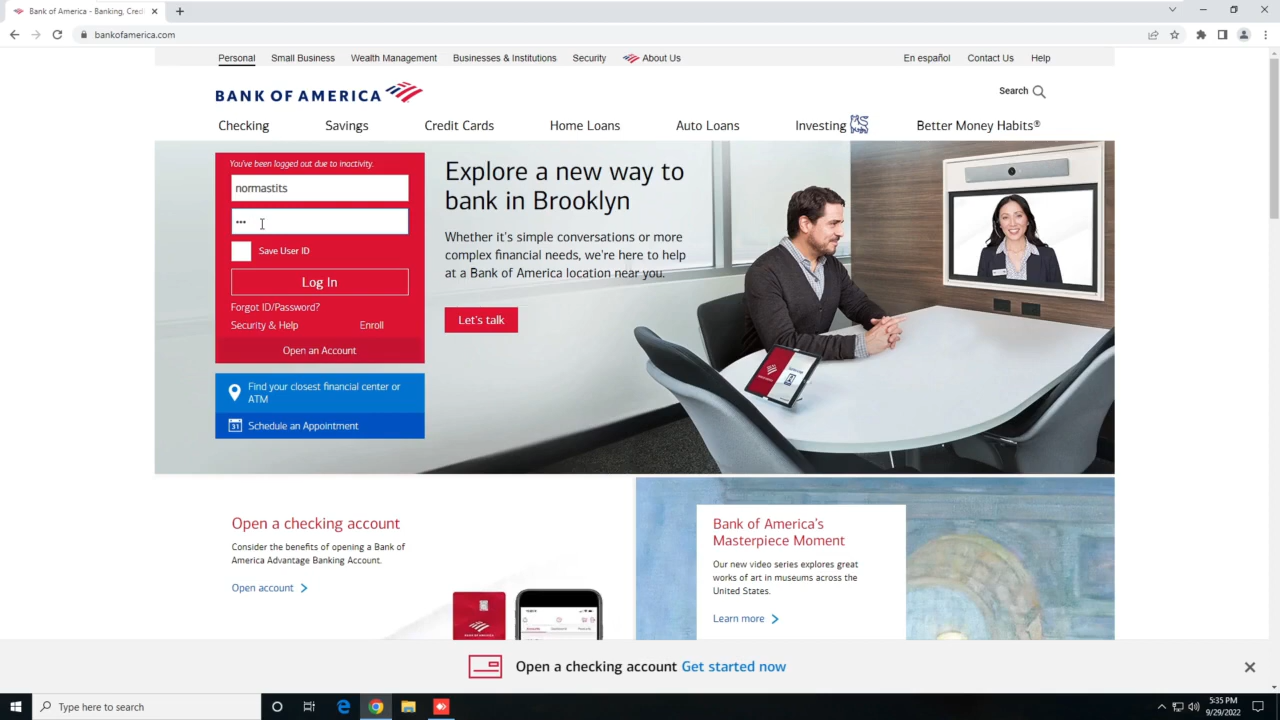 Bank of America - Banking, Cred
bankofamerica.com
Personal Small Business Wealth Management Businesses & Institutions Security About Us En español Contact Us Help
BANK OF AMERICA Search
Checking Savings Credit Cards Home Loans Auto Loans Investing Better Money Habits®
You've been logged out due to inactivity.
normastits
•••
Save User ID
Log In
Forgot ID/Password?
Security & Help Enroll
Open an Account
Find your closest financial center or
ATM
31 Schedule an Appointment
Explore a new way to
bank in Brooklyn
Whether it's simple conversations or more
complex financial needs, we're here to help
at a Bank of America location near you.
Let's talk
Open a checking account
Consider the benefits of opening a Bank of
America Advantage Banking Account.
Open account
Bank of America's
Masterpiece Moment
Our new video series explores great
works of art in museums across the
United States.
Learn more
Open a checking account Get started now
Type here to search
5:35 PM
9/29/2022